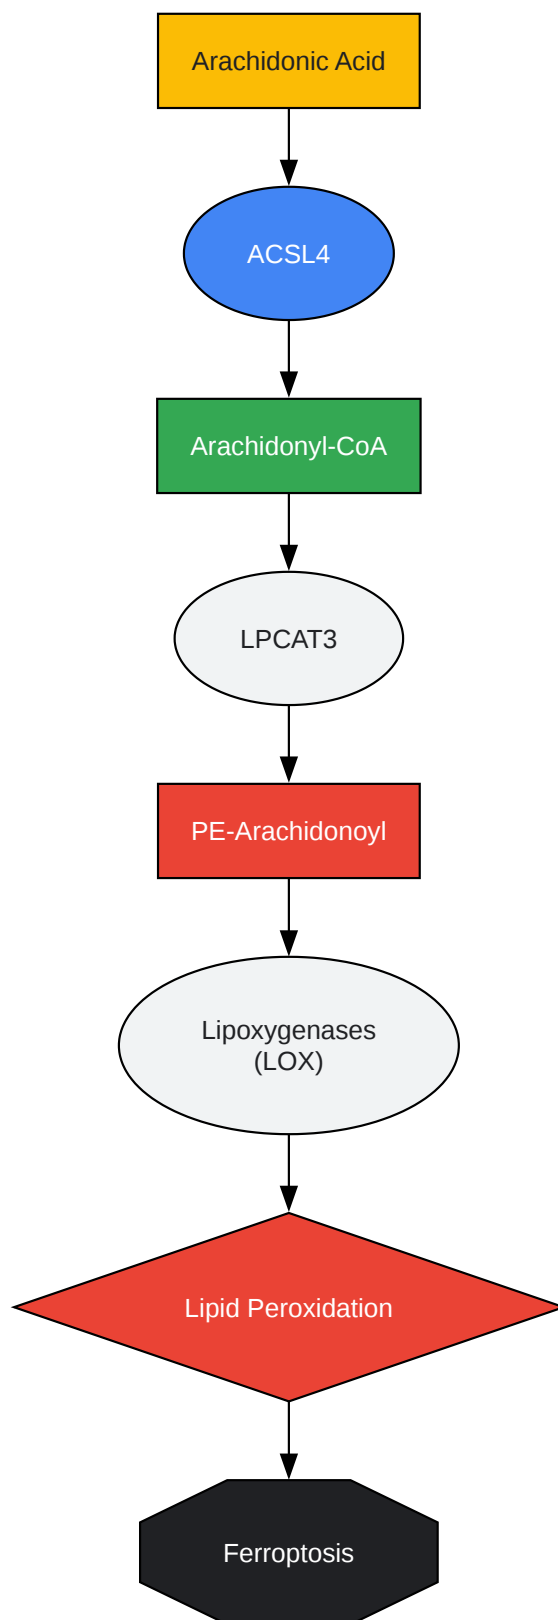 Arachidonic Acid
ACSL4
Arachidonyl-CoA
LPCAT3
PE-Arachidonoyl
Lipoxygenases
(LOX)
Lipid Peroxidation
Ferroptosis